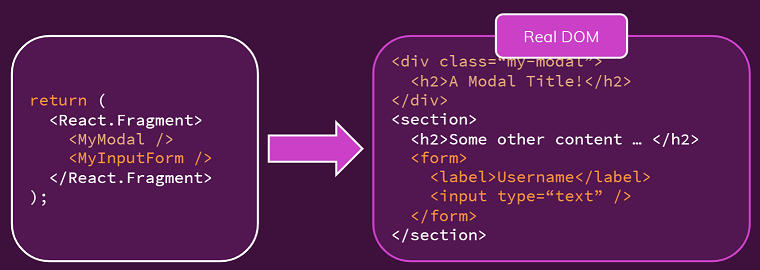 return (
<React.Fragment>
<MyModal />
<MyInputForm />
</React.Fragment>
);
Real DOM
<div class=“my-modal”>
<h2>A Modal Title!</h2>
</div>
<section>
<h2>Some other content … </h2>
<form>
<label>Username</label>
<input type=“text” />
</form>
</section>